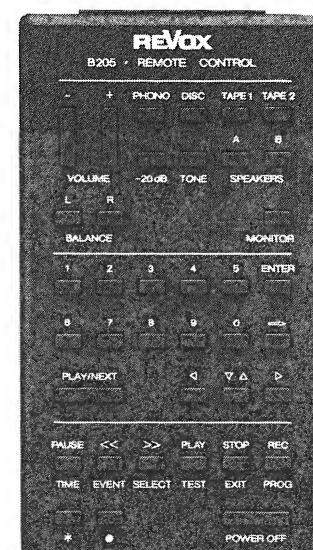 REVOX
B205 · REMOTE CONTROL
- + PHONO DISC TAPE 1 TAPE 2
A B
VOLUME -20dB TONE SPEAKERS
L R
BALANCE MONITOR
1 2 3 4 5 ENTER
6 7 8 9 0
PLAY/NEXT ◁ ▽ △ ▷
PAUSE << >> PLAY STOP REC
TIME EVENT SELECT TEST EXIT PROG
* ● POWER OFF